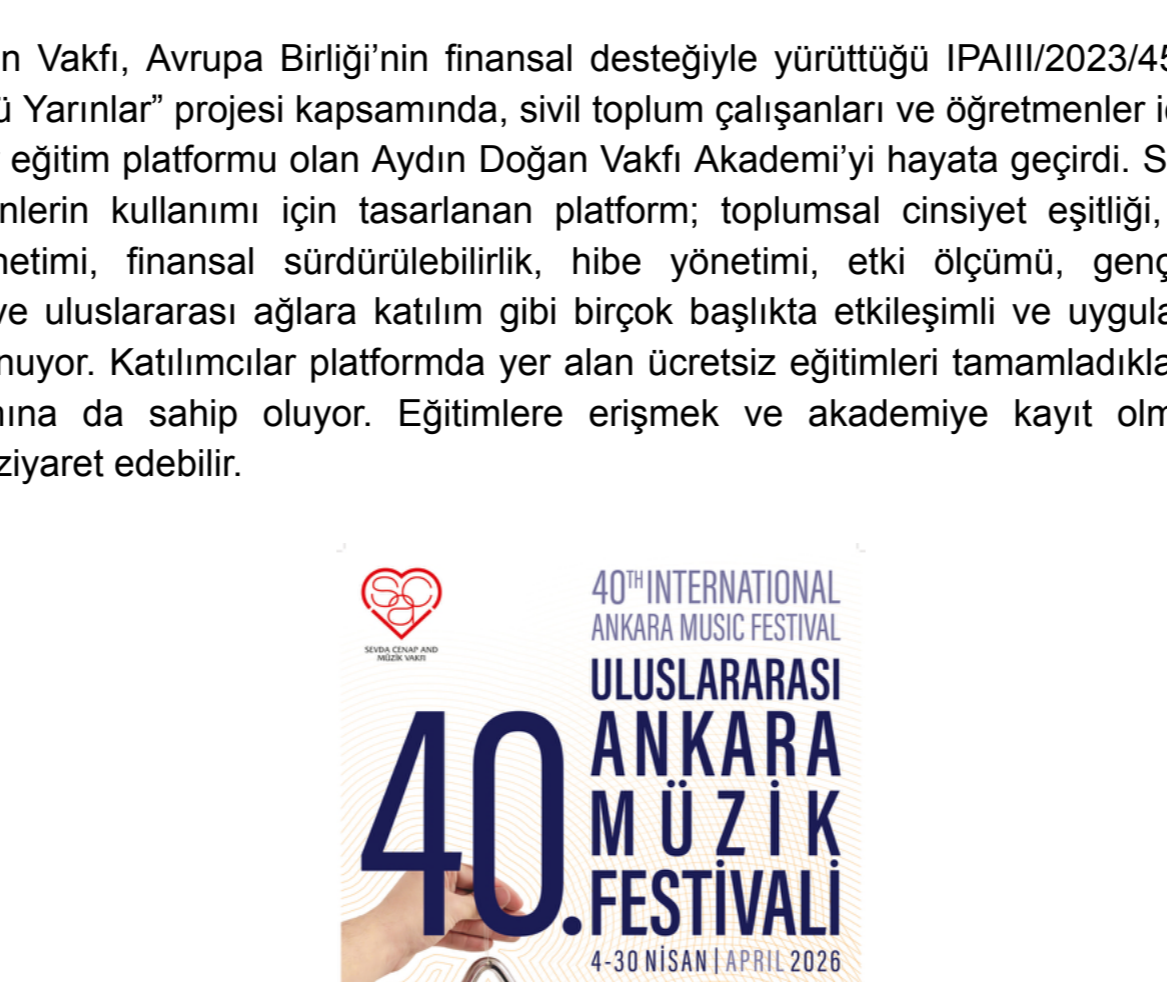 n Vakfı, Avrupa Birliği’nin finansal desteğiyle yürüttüğü IPAIII/2023/45
ü Yarınlar” projesi kapsamında, sivil toplum çalışanları ve öğretmenler i
eğitim platformu olan Aydın Doğan Vakfı Akademi’yi hayata geçirdi. S
nlerin kullanımı için tasarlanan platform; toplumsal cinsiyet eşitliği,
netimi, finansal sürdürülebilirlik, hibe yönetimi, etki ölçümü, genç
ve uluslararası ağlara katılım gibi birçok başlıkta etkileşimli ve uygula
nuyor. Katılımcılar platformda yer alan ücretsiz eğitimleri tamamladıkla
ına da sahip oluyor. Eğitimlere erişmek ve akademiye kayıt olm
ziyaret edebilir.
sca
SEVDA CENAP AND
MÜZİK VAKFI
40TH INTERNATIONAL
ANKARA MUSIC FESTIVAL
ULUSLARARASI
40. ANKARA
MÜZİK
FESTİVALİ
4-30 NİSAN | APRIL 2026